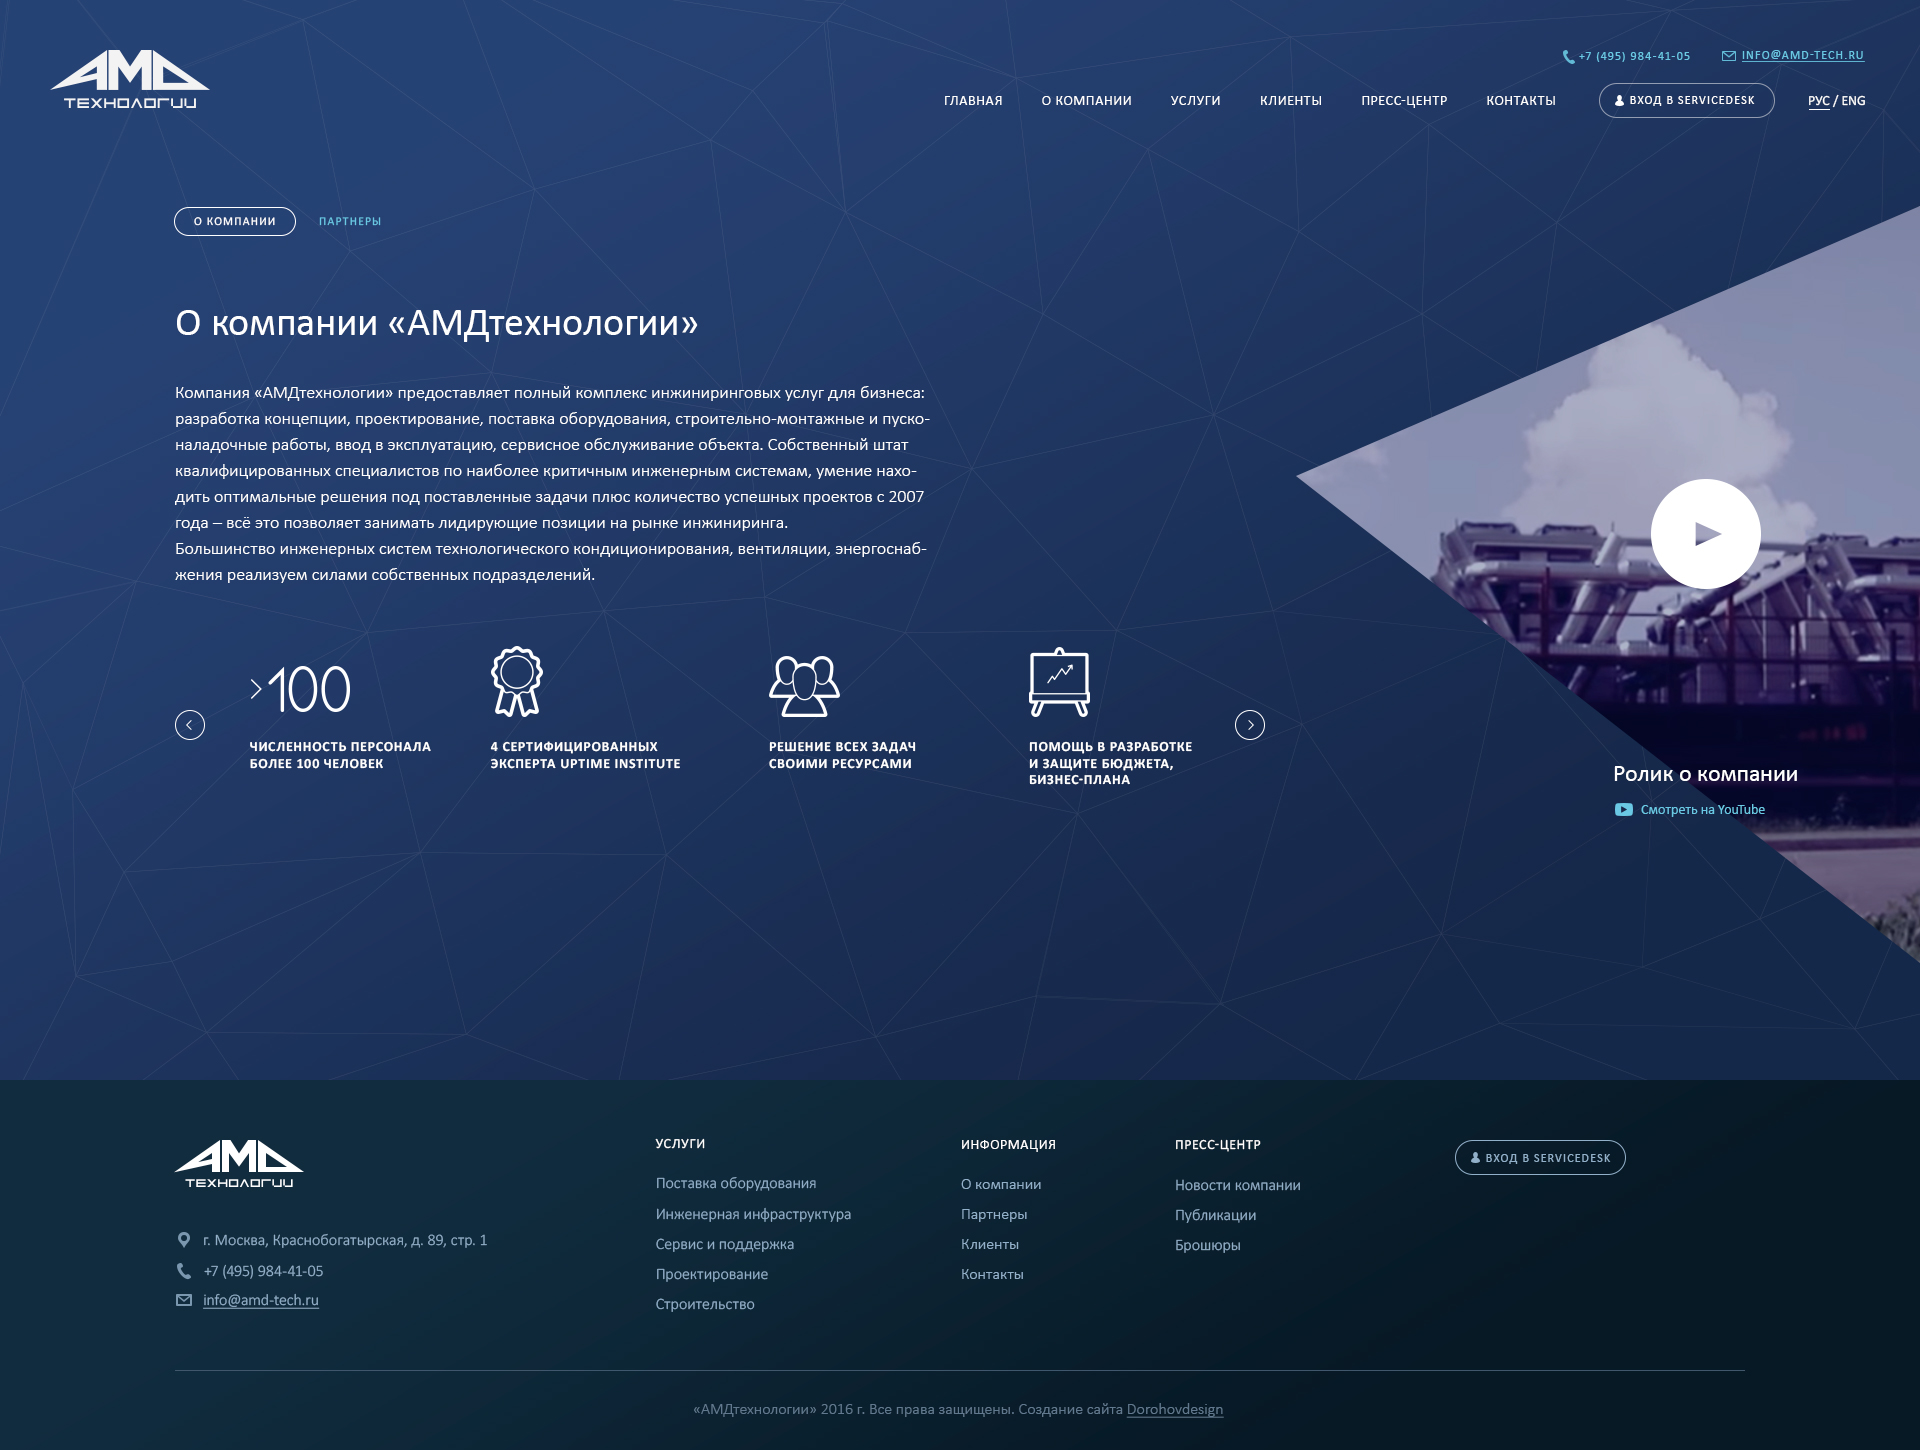 АМД
ТЕХНОЛОГИИ
+7 (495) 984-41-05
INFO@AMD-TECH.RU
ГЛАВНАЯ
О КОМПАНИИ
УСЛУГИ
КЛИЕНТЫ
ПРЕСС-ЦЕНТР
КОНТАКТЫ
ВХОД В SERVICEDESK
РУС / ENG
О КОМПАНИИ
ПАРТНЕРЫ
О компании «АМДтехнологии»
Компания «АМДтехнологии» предоставляет полный комплекс инжиниринговых услуг для бизнеса:
разработка концепции, проектирование, поставка оборудования, строительно-монтажные и пуско-
наладочные работы, ввод в эксплуатацию, сервисное обслуживание объекта. Собственный штат
квалифицированных специалистов по наиболее критичным инженерным системам, умение нахо-
дить оптимальные решения под поставленные задачи плюс количество успешных проектов с 2007
года – всё это позволяет занимать лидирующие позиции на рынке инжиниринга.
Большинство инженерных систем технологического кондиционирования, вентиляции, энергоснаб-
жения реализуем силами собственных подразделений.
>100
ЧИСЛЕННОСТЬ ПЕРСОНАЛА
БОЛЕЕ 100 ЧЕЛОВЕК
4 СЕРТИФИЦИРОВАННЫХ
ЭКСПЕРТА UPTIME INSTITUTE
РЕШЕНИЕ ВСЕХ ЗАДАЧ
СВОИМИ РЕСУРСАМИ
ПОМОЩЬ В РАЗРАБОТКЕ
И ЗАЩИТЕ БЮДЖЕТА,
БИЗНЕС-ПЛАНА
Ролик о компании
Смотреть на YouTube
АМД
ТЕХНОЛОГИИ
г. Москва, Краснобогатырская, д. 89, стр. 1
+7 (495) 984-41-05
info@amd-tech.ru
УСЛУГИ
Поставка оборудования
Инженерная инфраструктура
Сервис и поддержка
Проектирование
Строительство
ИНФОРМАЦИЯ
О компании
Партнеры
Клиенты
Контакты
ПРЕСС-ЦЕНТР
Новости компании
Публикации
Брошюры
ВХОД В SERVICEDESK
«АМДтехнологии» 2016 г. Все права защищены. Создание сайта Dorohovdesign